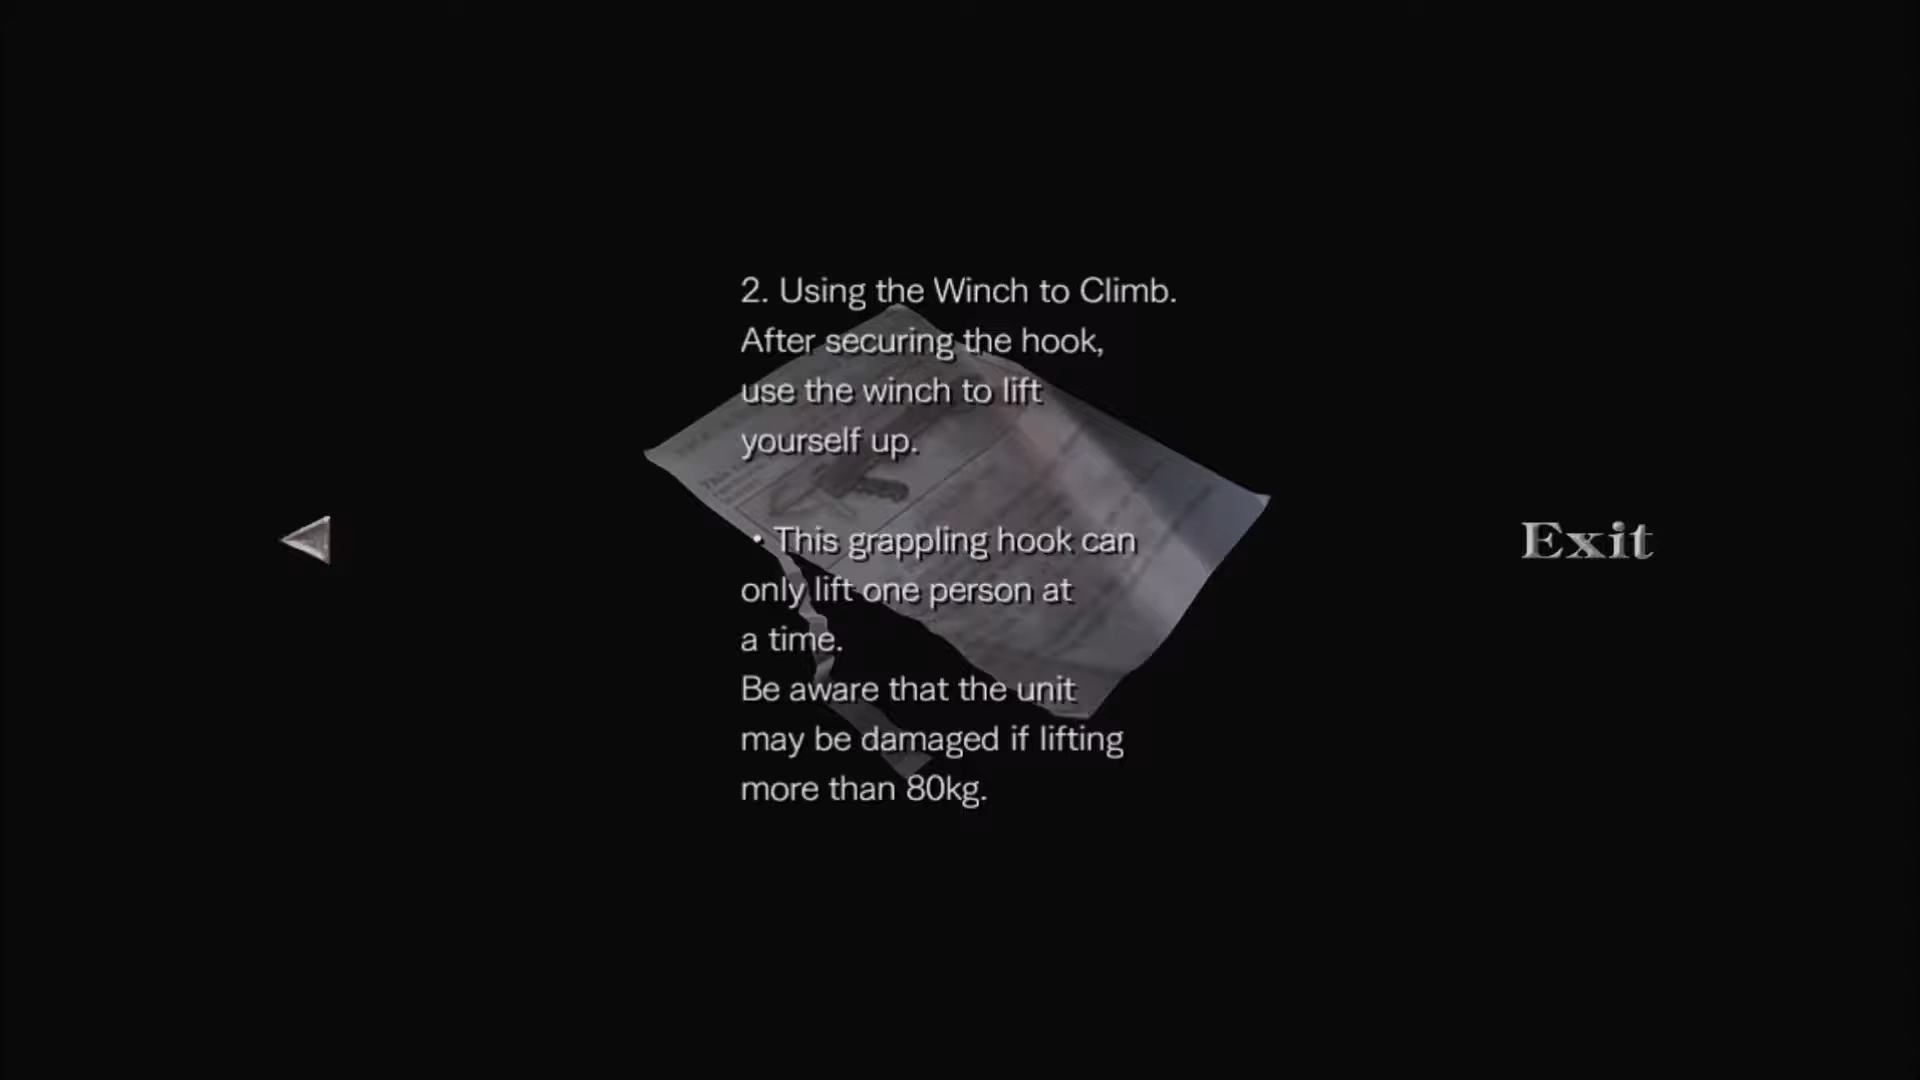 2. Using the Winch to Climb.
After securing the hook,
use the winch to lift
yourself up.
・This grappling hook can
only lift one person at
a time.
Be aware that the unit
may be damaged if lifting
more than 80kg.
Exit